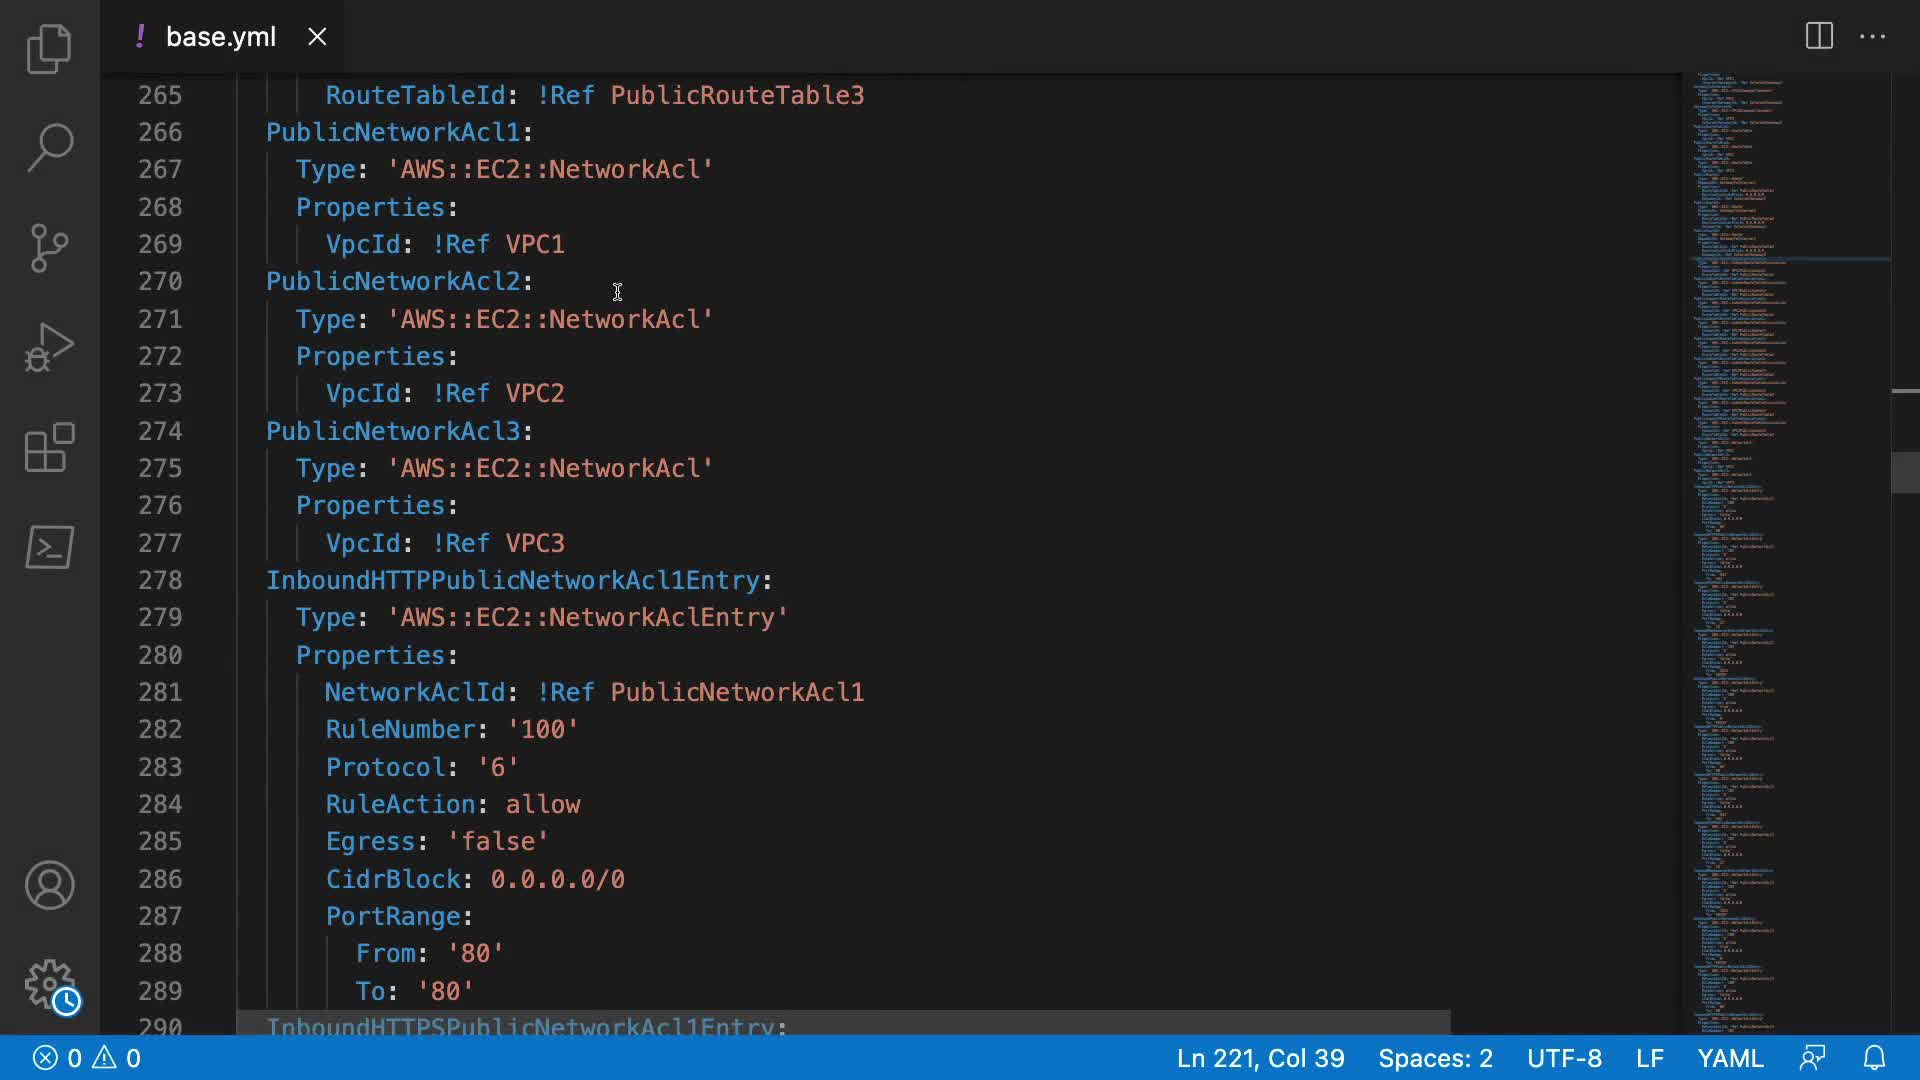 ! base.yml
265 RouteTableId: !Ref PublicRouteTable3
266 PublicNetworkAcl1:
267 Type: 'AWS::EC2::NetworkAcl'
268 Properties:
269 VpcId: !Ref VPC1
270 PublicNetworkAcl2:
271 Type: 'AWS::EC2::NetworkAcl'
272 Properties:
273 VpcId: !Ref VPC2
274 PublicNetworkAcl3:
275 Type: 'AWS::EC2::NetworkAcl'
276 Properties:
277 VpcId: !Ref VPC3
278 InboundHTTPPublicNetworkAcl1Entry:
279 Type: 'AWS::EC2::NetworkAclEntry'
280 Properties:
281 NetworkAclId: !Ref PublicNetworkAcl1
282 RuleNumber: '100'
283 Protocol: '6'
284 RuleAction: allow
285 Egress: 'false'
286 CidrBlock: 0.0.0.0/0
287 PortRange:
288 From: '80'
289 To: '80'
290 InboundHTTPSPublicNetworkAcl1Entry:
0 0 Ln 221, Col 39 Spaces: 2 UTF-8 LF YAML